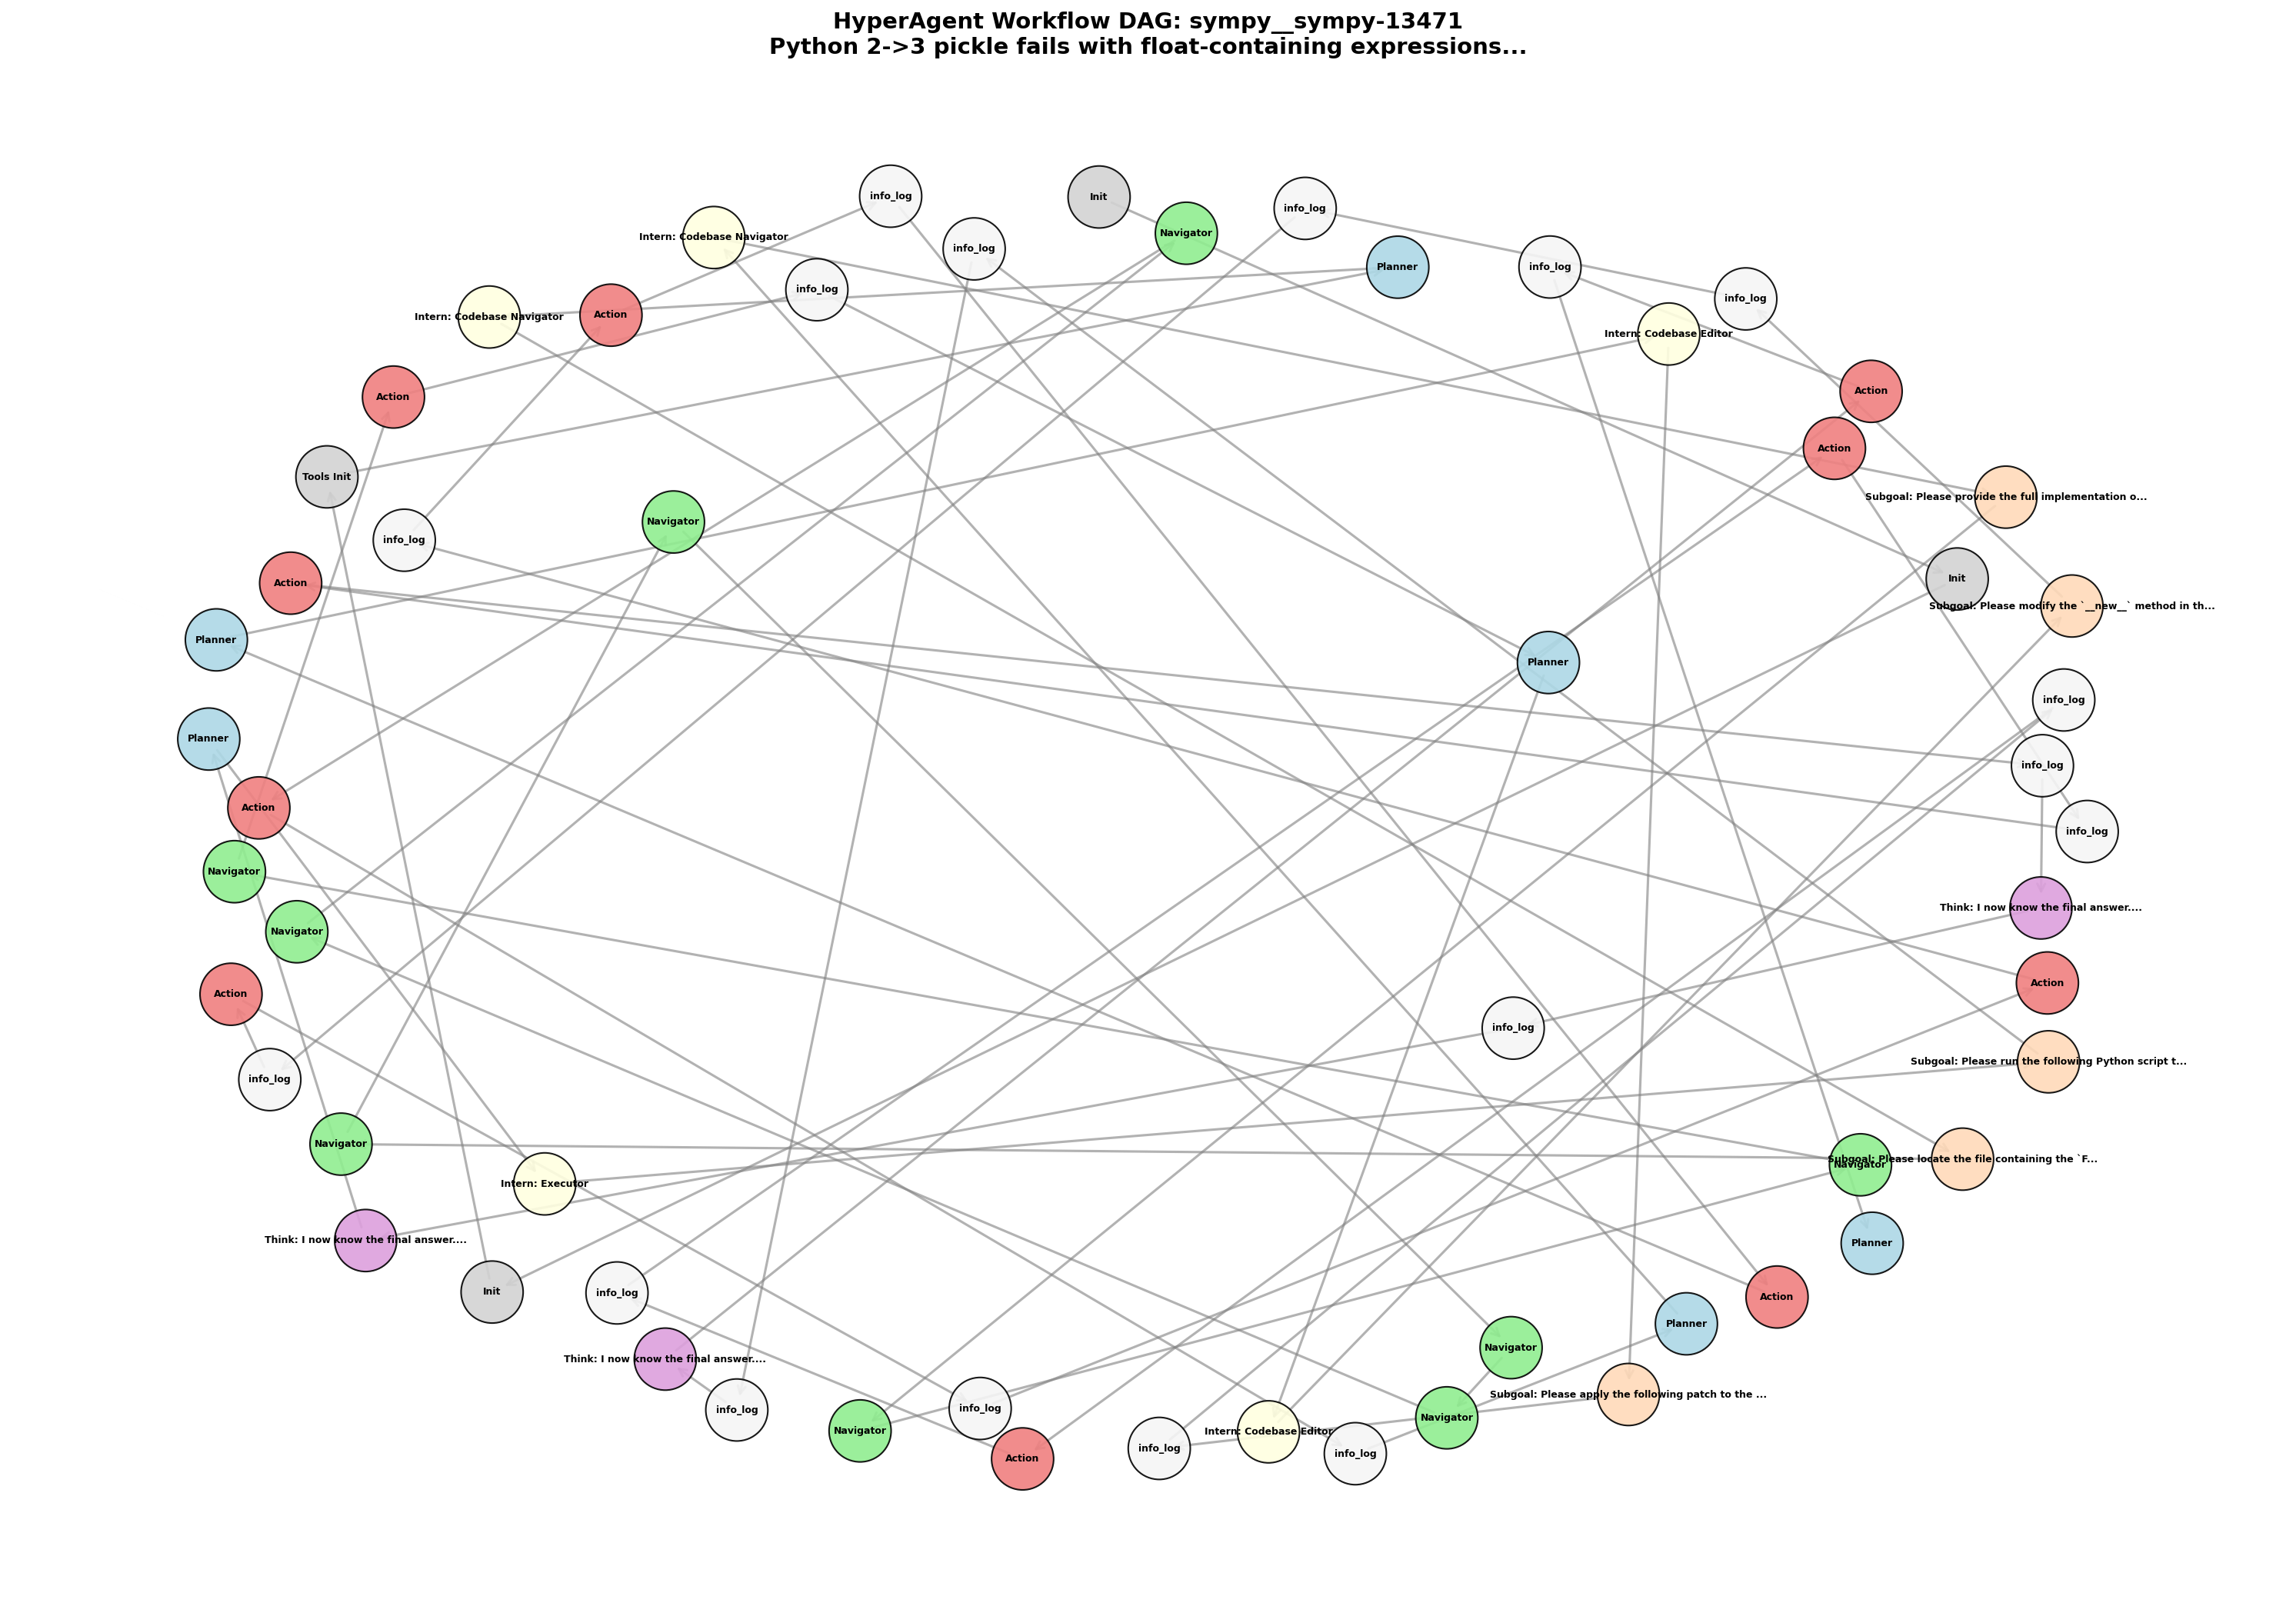 HyperAgent Workflow DAG: sympy__sympy-13471
Python 2->3 pickle fails with float-containing expressions...
info_log
Init
info_log
Navigator
Intern: Codebase Navigator
info_log
Planner
info_log
info_log
info_log
Action
Intern: Codebase Navigator
Intern: Codebase Editor
Action
Action
Action
Tools Init
Subgoal: Please provide the full implementation o...
Navigator
info_log
Init
Action
Subgoal: Please modify the `__new__` method in th...
Planner
Planner
info_log
Planner
info_log
Action
info_log
Navigator
Think: I now know the final answer....
Navigator
Action
Action
info_log
Subgoal: Please run the following Python script t...
info_log
Navigator
Subgoal: Please locate the file containing the `F...
Navigator
Intern: Executor
Think: I now know the final answer....
Planner
Init
info_log
Action
Planner
Navigator
Think: I now know the final answer....
Subgoal: Please apply the following patch to the ...
info_log
info_log
Navigator
Navigator
Intern: Codebase Editor
info_log
info_log
Action